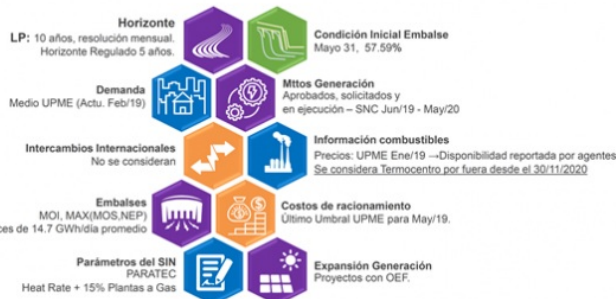 Horizonte
LP: 10 años, resolución mensual.
Horizonte Regulado 5 años.
Condición Inicial Embalse
Mayo 31, 57.59%
Demanda
Medio UPME (Actu. Feb/19)
Mttos Generación
Aprobados, solicitados y
en ejecución – SNC Jun/19 - May/20
Intercambios Internacionales
No se consideran
Información combustibles
Precios: UPME Ene/19 →Disponibilidad reportada por agentes
Se considera Termocentro por fuera desde el 30/11/2020
Embalses
MOI, MAX(MOS,NEP)
de 14.7 GWh/día promedio
Costos de racionamiento
Último Umbral UPME para May/19.
Parámetros del SIN
PARATEC
Heat Rate + 15% Plantas a Gas
Expansión Generación
Proyectos con OEF.